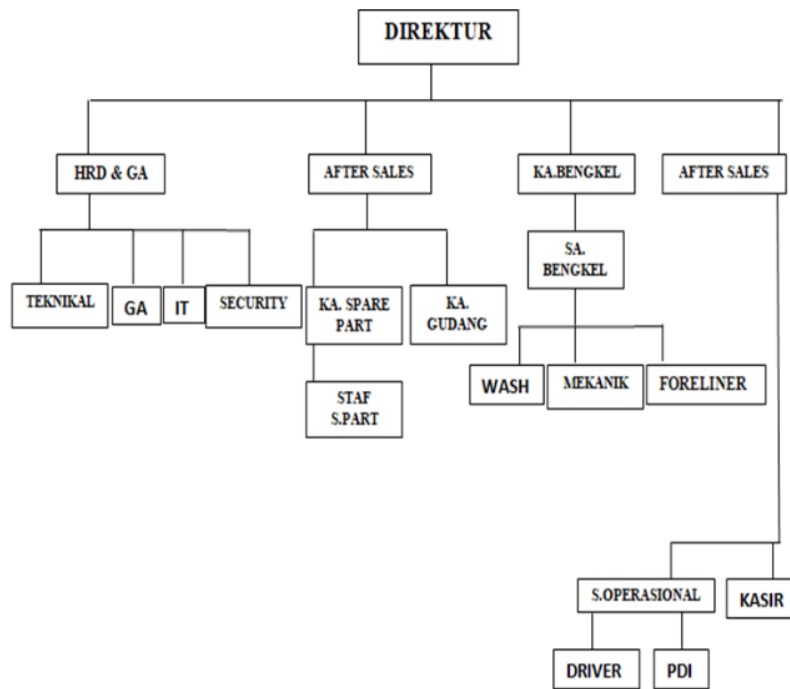 DIREKTUR
HRD & GA
AFTER SALES
KA.BENGKEL
AFTER SALES
TEKNIKAL
GA
IT
SECURITY
KA. SPARE
PART
KA.
GUDANG
SA.
BENGKEL
WASH
MEKANIK
FORELINER
STAF
S.PART
S.OPERASIONAL
KASIR
DRIVER
PDI